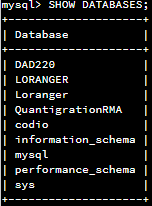 mysql> SHOW DATABASES;
+--------------------+
| Database           |
+--------------------+
| DAD220             |
| LORANGER           |
| Loranger           |
| QuantigrationRMA   |
| codio              |
| information_schema |
| mysql              |
| performance_schema |
| sys                |
+--------------------+